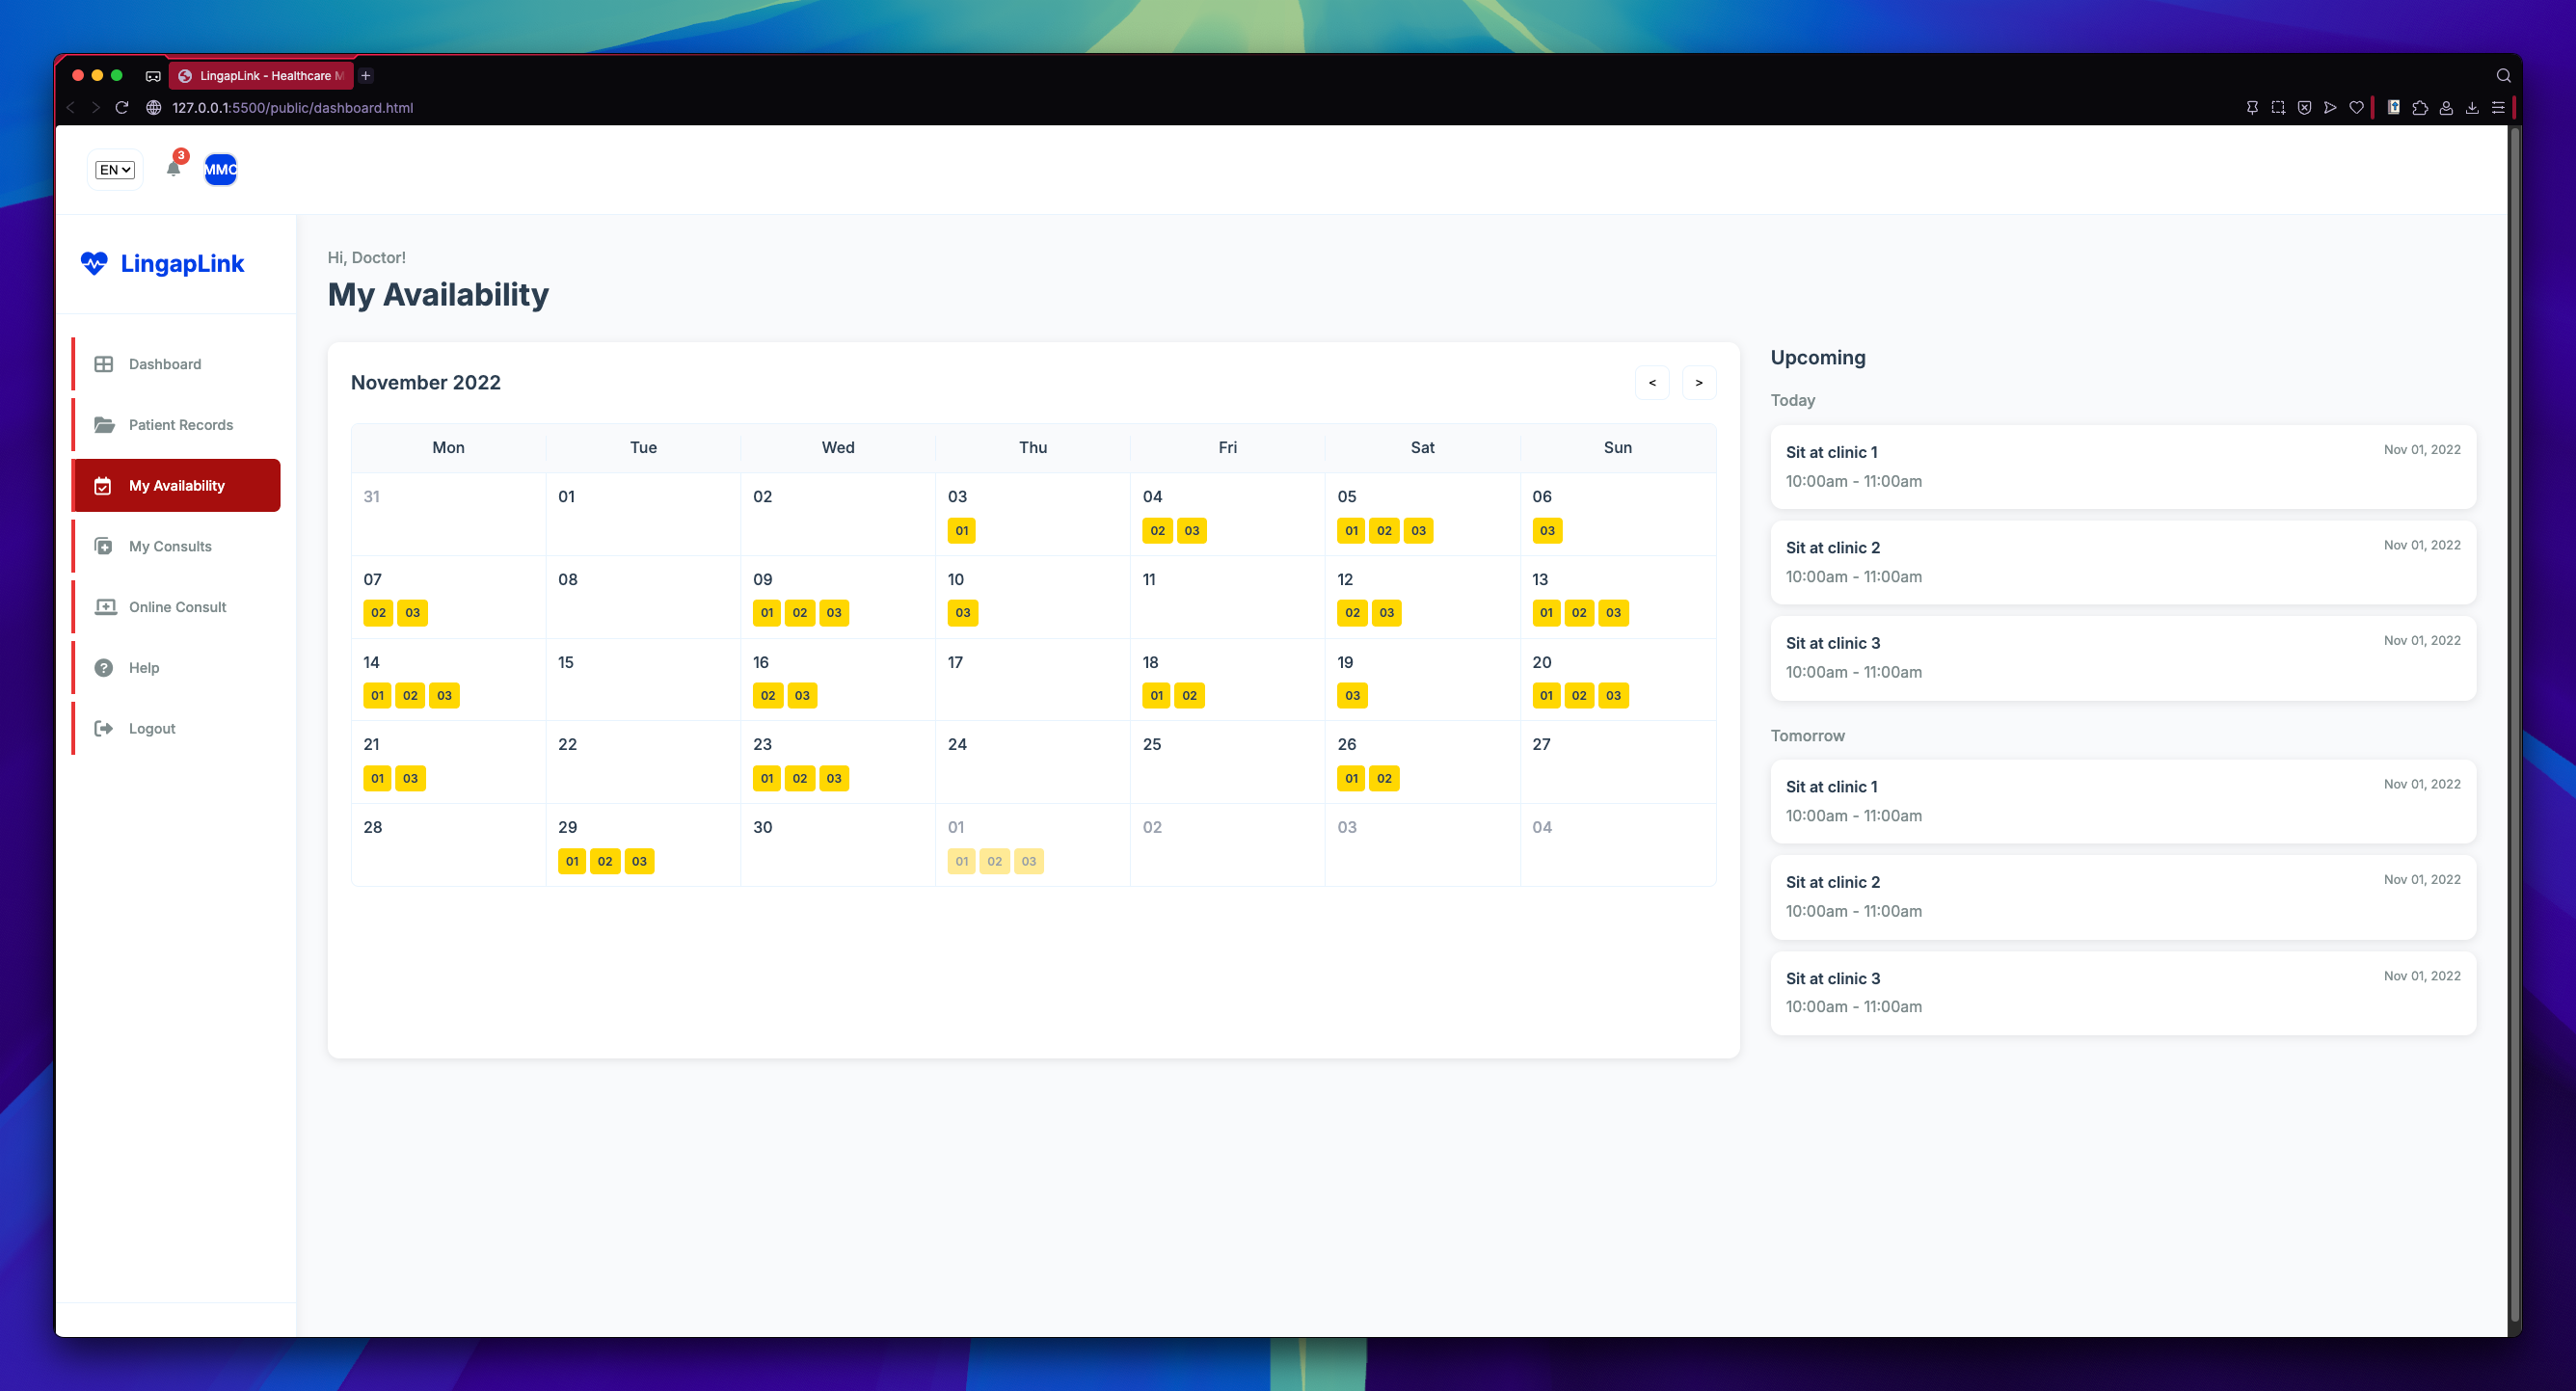 LingapLink - Healthcare M
127.0.0.1:5500/public/dashboard.html
EN
3
MMC
LingapLink
Dashboard
Patient Records
My Availability
My Consults
Online Consult
Help
Logout
Hi, Doctor!
My Availability
November 2022
< >
Mon Tue Wed Thu Fri Sat Sun
31 01 02 03 04 05 06
01 02 03 01 02 03 03
07 08 09 10 11 12 13
02 03 01 02 03 03 02 03 01 02 03
14 15 16 17 18 19 20
01 02 03 02 03 01 02 03 01 02 03
21 22 23 24 25 26 27
01 03 01 02 03 01 02
28 29 30 01 02 03 04
01 02 03 01 02 03
Upcoming
Today
Sit at clinic 1 Nov 01, 2022
10:00am - 11:00am
Sit at clinic 2 Nov 01, 2022
10:00am - 11:00am
Sit at clinic 3 Nov 01, 2022
10:00am - 11:00am
Tomorrow
Sit at clinic 1 Nov 01, 2022
10:00am - 11:00am
Sit at clinic 2 Nov 01, 2022
10:00am - 11:00am
Sit at clinic 3 Nov 01, 2022
10:00am - 11:00am